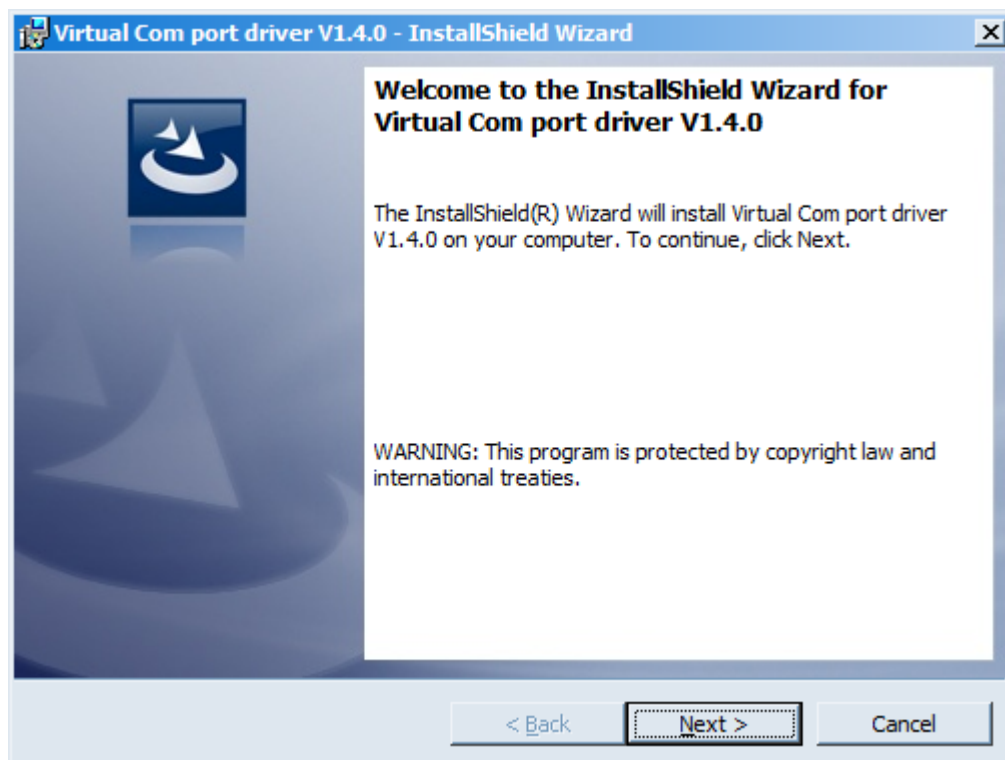 Virtual Com port driver V1.4.0 - InstallShield Wizard
Welcome to the InstallShield Wizard for
Virtual Com port driver V1.4.0
The InstallShield(R) Wizard will install Virtual Com port driver
V1.4.0 on your computer. To continue, click Next.
WARNING: This program is protected by copyright law and
international treaties.
< Back Next > Cancel